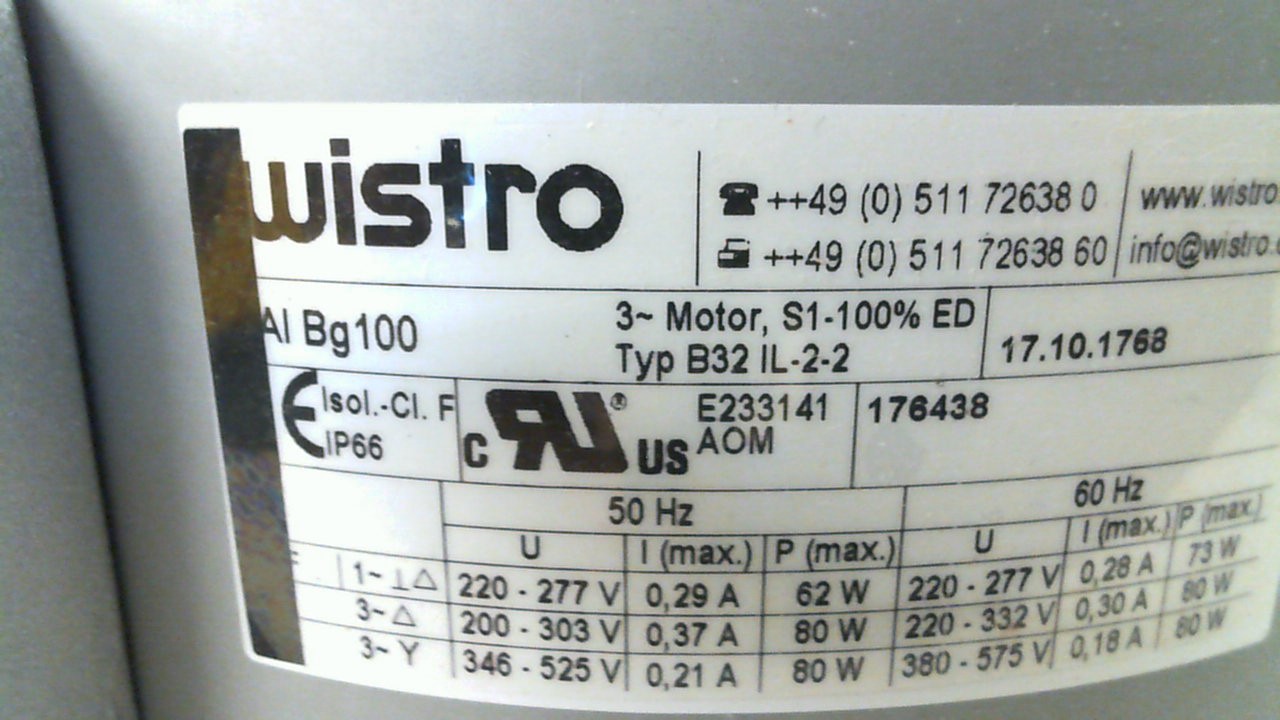 wistro
++49 (0) 511 72638 0
www.wistro
++49 (0) 511 72638 60
info@wistro.
Al Bg100
3~ Motor, S1-100% ED
Typ B32 IL-2-2
17.10.1768
CE Isol.-Cl. F
IP66
c RU® US
E233141
AOM
176438
50 Hz 60 Hz
U I (max.) P (max.) U I (max.) P (max.)
1~ ⊥ △ 220 - 277 V 0,29 A 62 W 220 - 277 V 0,28 A 73 W
3~ △ 200 - 303 V 0,37 A 80 W 220 - 332 V 0,30 A 80 W
3~ Y 346 - 525 V 0,21 A 80 W 380 - 575 V 0,18 A 80 W